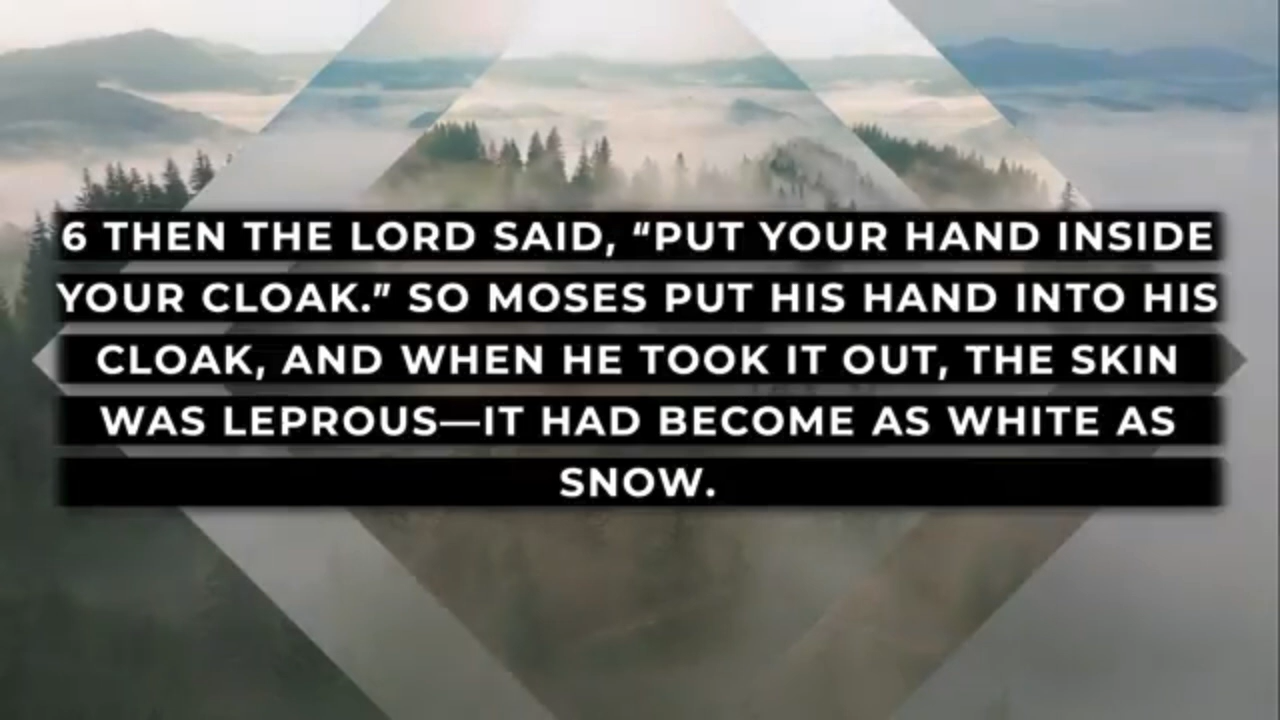 6 THEN THE LORD SAID, “PUT YOUR HAND INSIDE
YOUR CLOAK.” SO MOSES PUT HIS HAND INTO HIS
CLOAK, AND WHEN HE TOOK IT OUT, THE SKIN
WAS LEPROUS—IT HAD BECOME AS WHITE AS
SNOW.